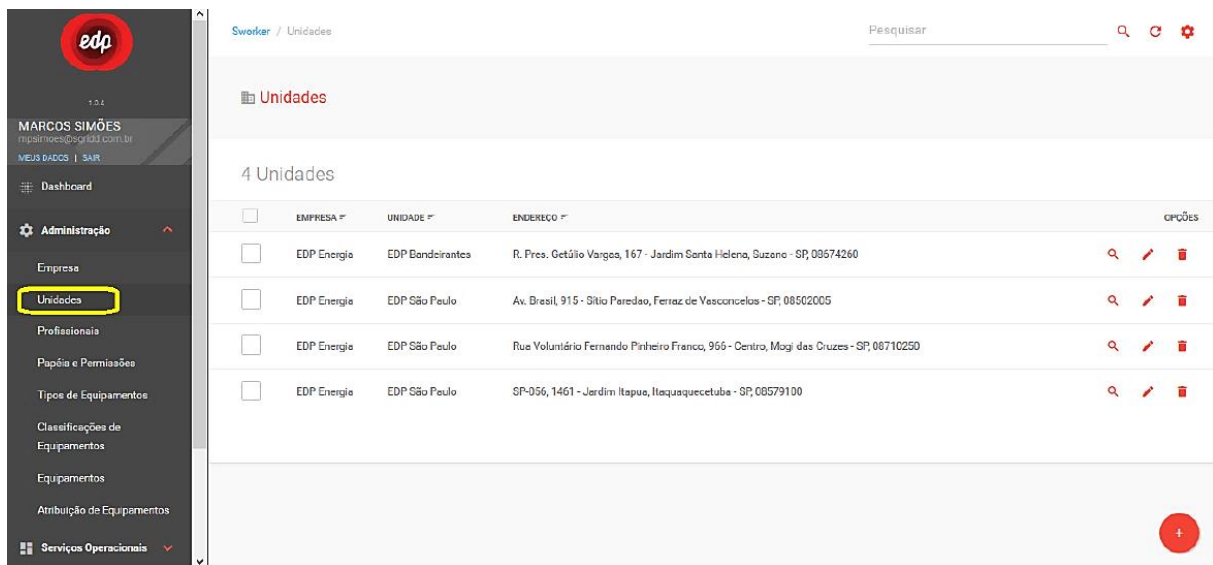 edp
1.0.4
MARCOS SIMÕES
mpsimoes@sgridd.com.br
MEUS DADOS | SAIR
Dashboard
Administração
Empresa
Unidades
Profissionais
Papéis e Permissões
Tipos de Equipamentos
Classificações de
Equipamentos
Equipamentos
Atribuição de Equipamentos
Serviços Operacionais
Sworker / Unidades
Pesquisar
Unidades
4 Unidades
EMPRESA UNIDADE ENDEREÇO OPÇÕES
EDP Energia EDP Bandeirantes R. Pres. Getúlio Vargas, 167 - Jardim Santa Helena, Suzano - SP, 08674260
EDP Energia EDP São Paulo Av. Brasil, 915 - Sítio Paredao, Ferraz de Vasconcelos - SP, 08502005
EDP Energia EDP São Paulo Rua Voluntário Fernando Pinheiro Franco, 966 - Centro, Mogi das Cruzes - SP, 08710250
EDP Energia EDP São Paulo SP-056, 1461 - Jardim Itapua, Itaquaquecetuba - SP, 08579100
+